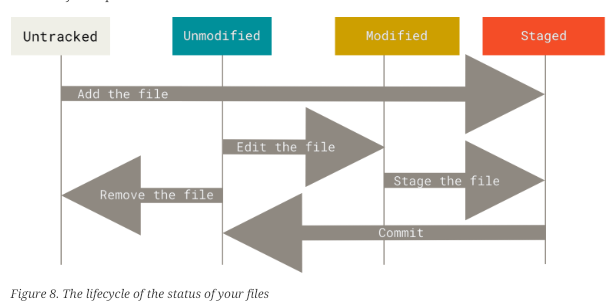 Untracked
Unmodified
Modified
Staged
Add the file
Edit the file
Stage the file
Remove the file
Commit
Figure 8. The lifecycle of the status of your files